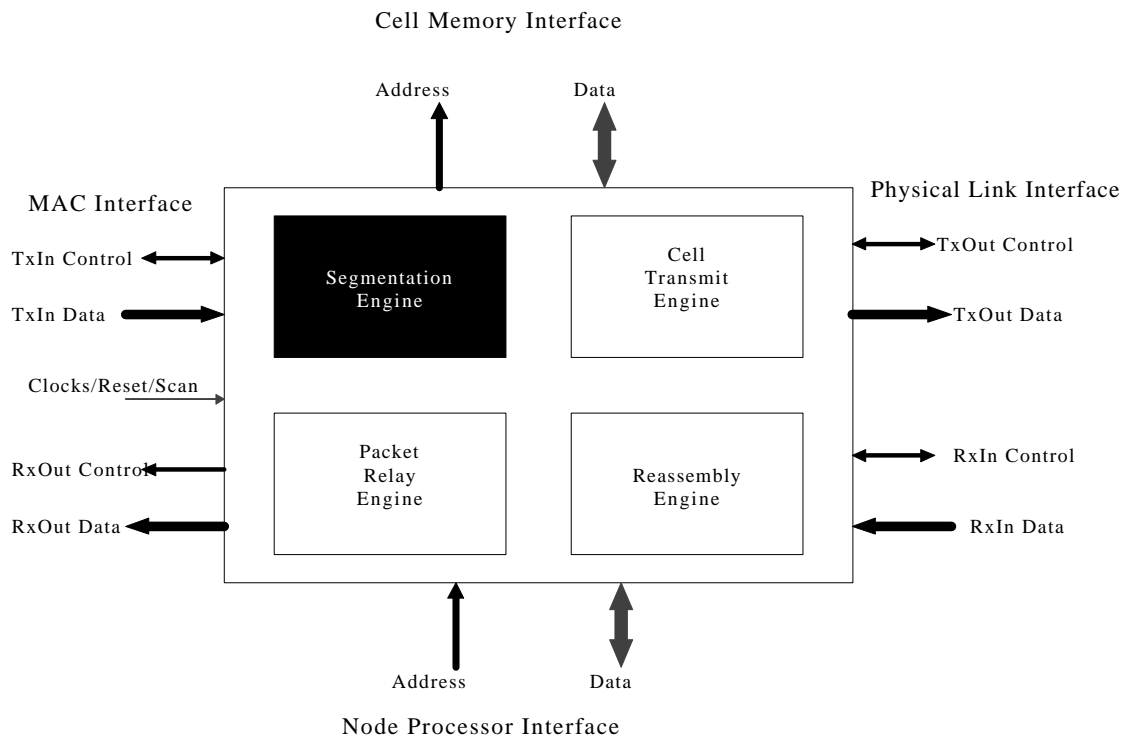 Cell Memory Interface
Address
Data
MAC Interface
Physical Link Interface
TxIn Control
TxIn Data
Clocks/Reset/Scan
RxOut Control
RxOut Data
Segmentation
Engine
Cell
Transmit
Engine
Packet
Relay
Engine
Reassembly
Engine
TxOut Control
TxOut Data
RxIn Control
RxIn Data
Address
Data
Node Processor Interface